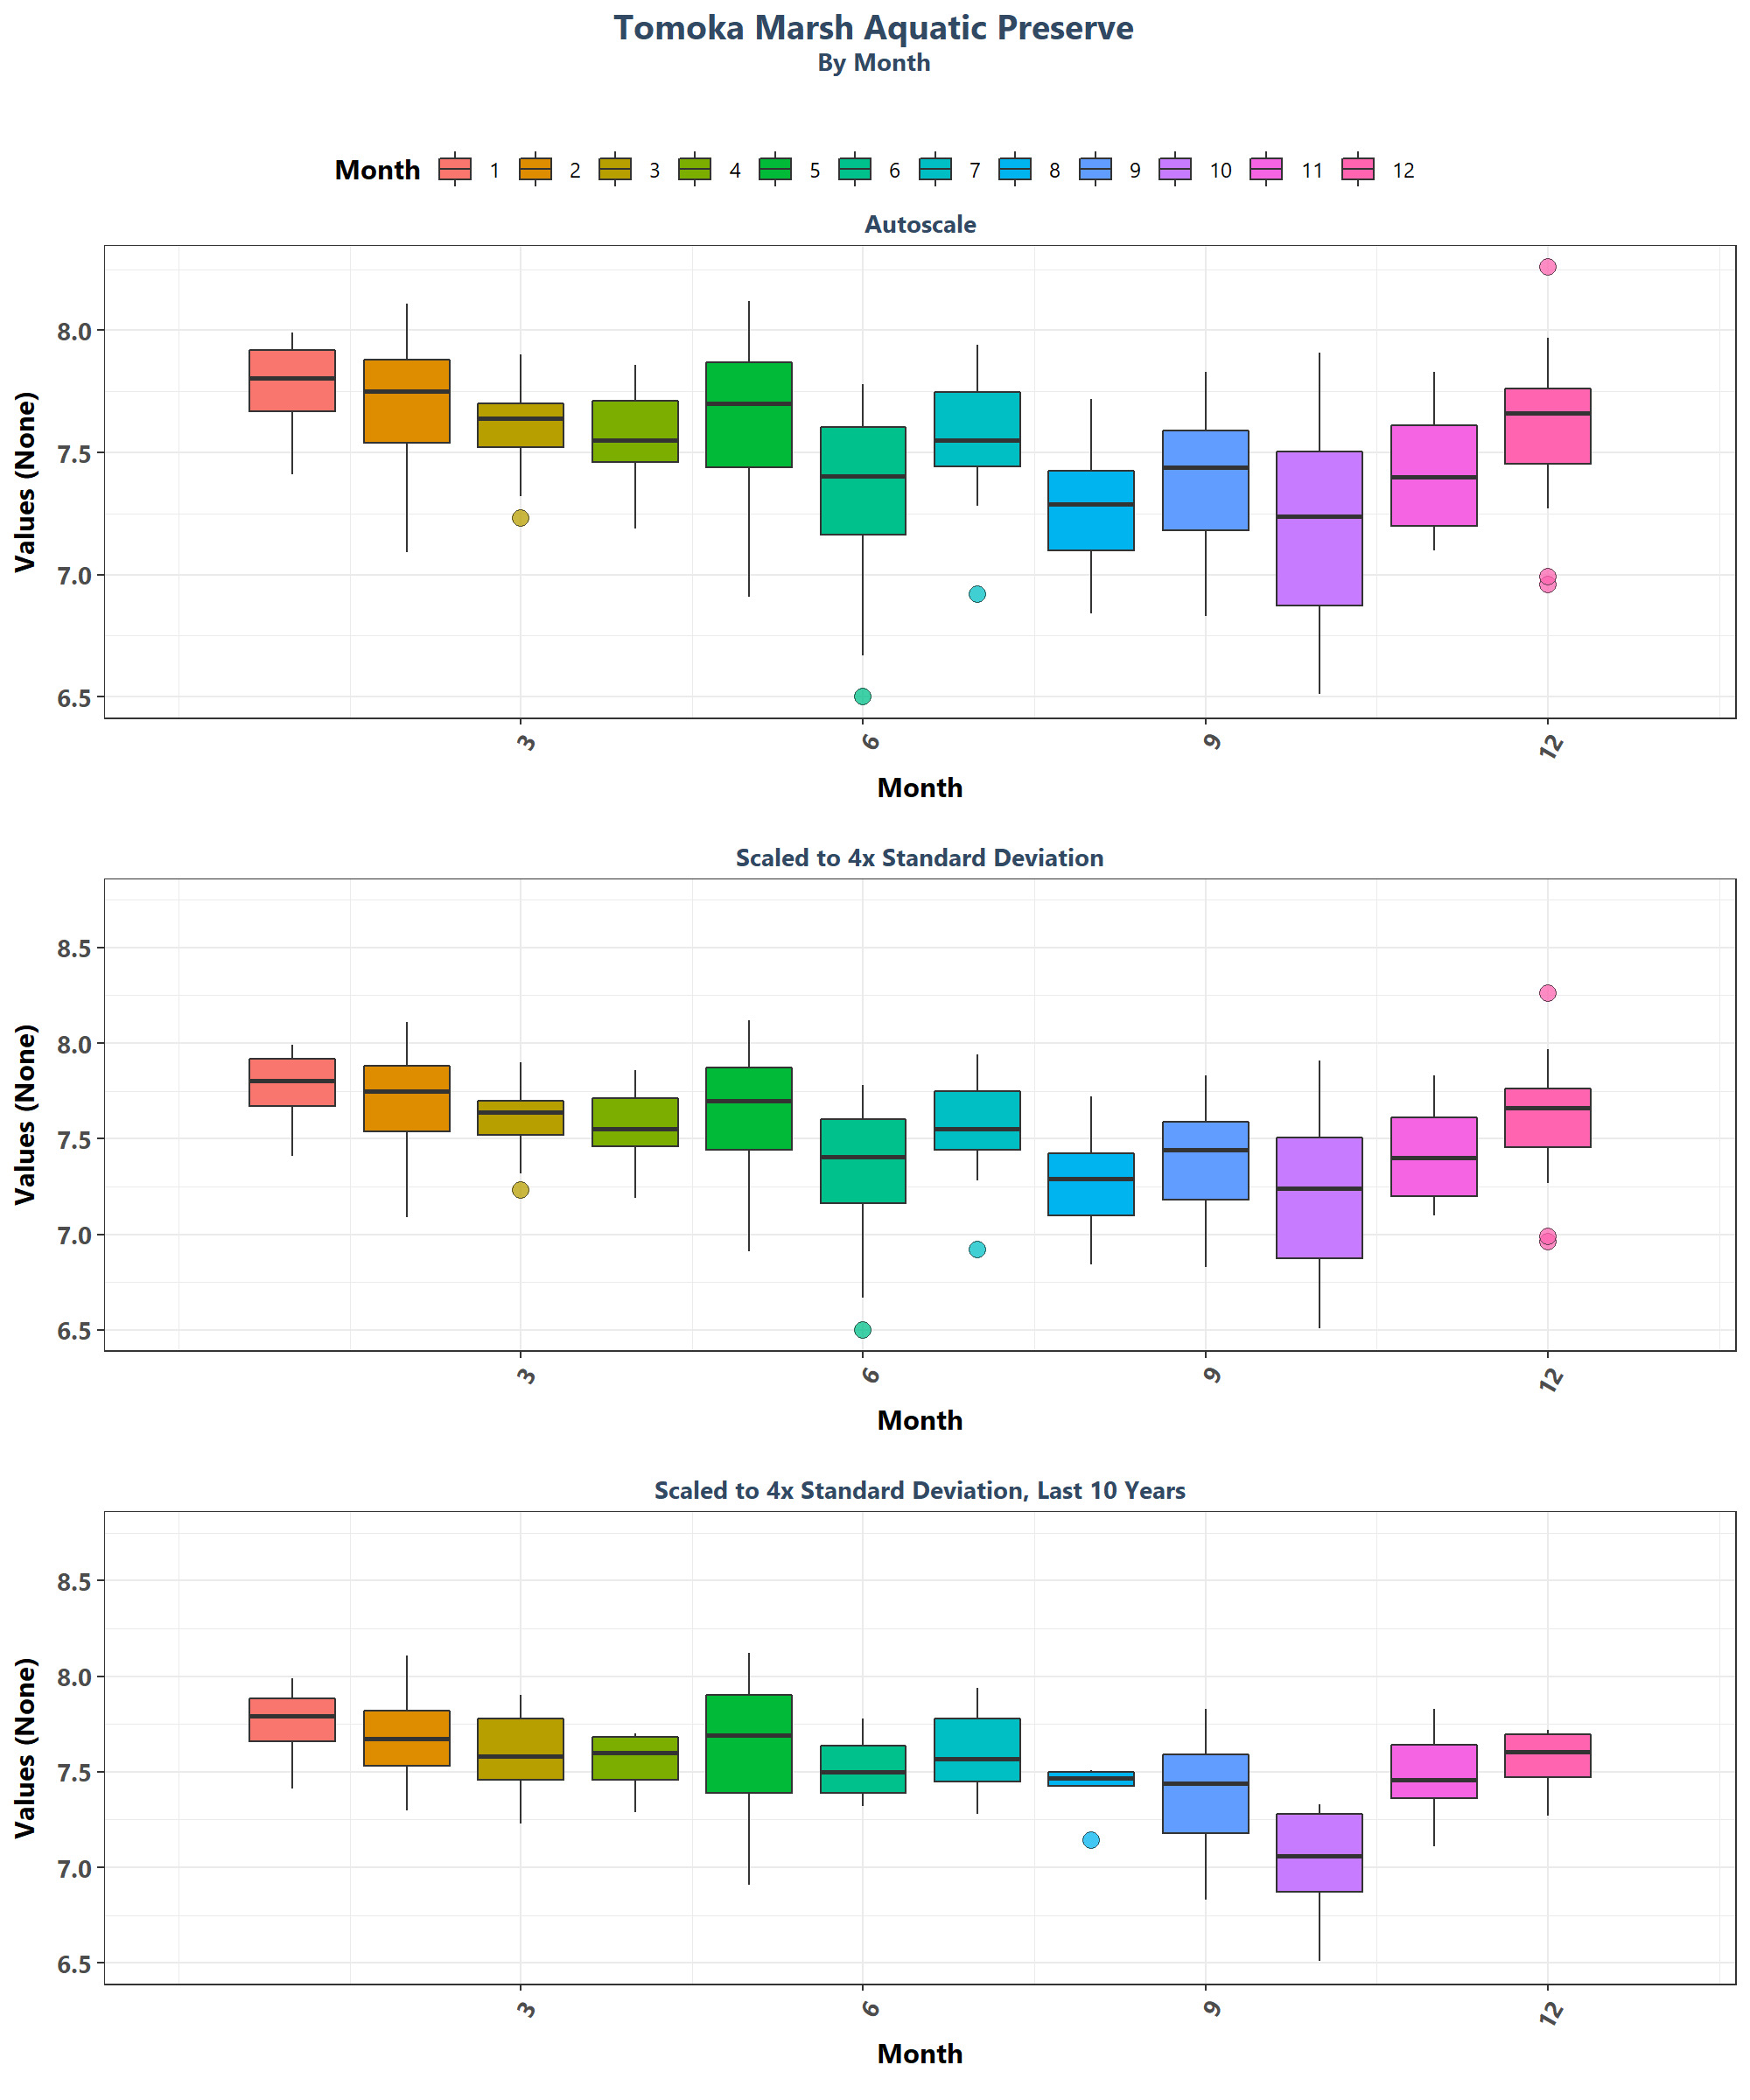 Tomoka Marsh Aquatic Preserve
By Month
Month 1 2 3 4 5 6 7 8 9 10 11 12
Autoscale
Values (None)
8.0
7.5
7.0
6.5
3 6 9 12
Month
Scaled to 4x Standard Deviation
Values (None)
8.5
8.0
7.5
7.0
6.5
3 6 9 12
Month
Scaled to 4x Standard Deviation, Last 10 Years
Values (None)
8.5
8.0
7.5
7.0
6.5
3 6 9 12
Month